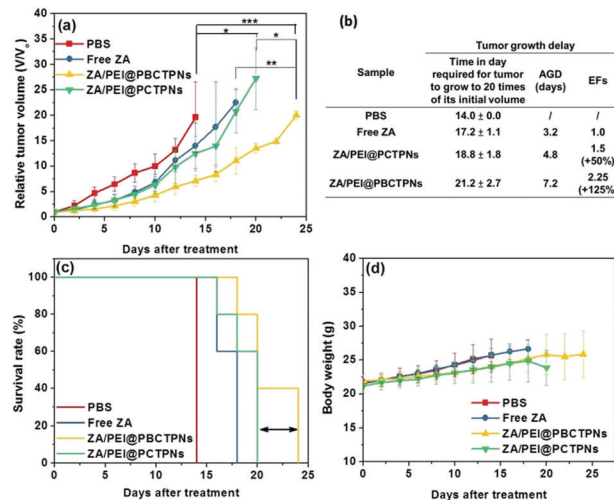 (a)
Relative tumor volume (V/Vo)
40
35
30
25
20
15
10
5
0
PBS
Free ZA
ZA/PEI@PBCTPNs
ZA/PEI@PCTPNs
***
*
*
**
0 5 10 15 20 25
Days after treatment
(b)
Tumor growth delay
Sample
Time in day
required for tumor
to grow to 20 times
of its initial volume
AGD
(days)
EFs
PBS 14.0 ± 0.0 / /
Free ZA 17.2 ± 1.1 3.2 1.0
ZA/PEI@PCTPNs 18.8 ± 1.8 4.8 1.5
(+50%)
ZA/PEI@PBCTPNs 21.2 ± 2.7 7.2 2.25
(+125%)
(c)
Survival rate (%)
100
80
60
40
20
0
PBS
Free ZA
ZA/PEI@PBCTPNs
ZA/PEI@PCTPNs
0 5 10 15 20 25
Days after treatment
(d)
Body weight (g)
40
35
30
25
20
15
10
PBS
Free ZA
ZA/PEI@PBCTPNs
ZA/PEI@PCTPNs
0 5 10 15 20 25
Days after treatment